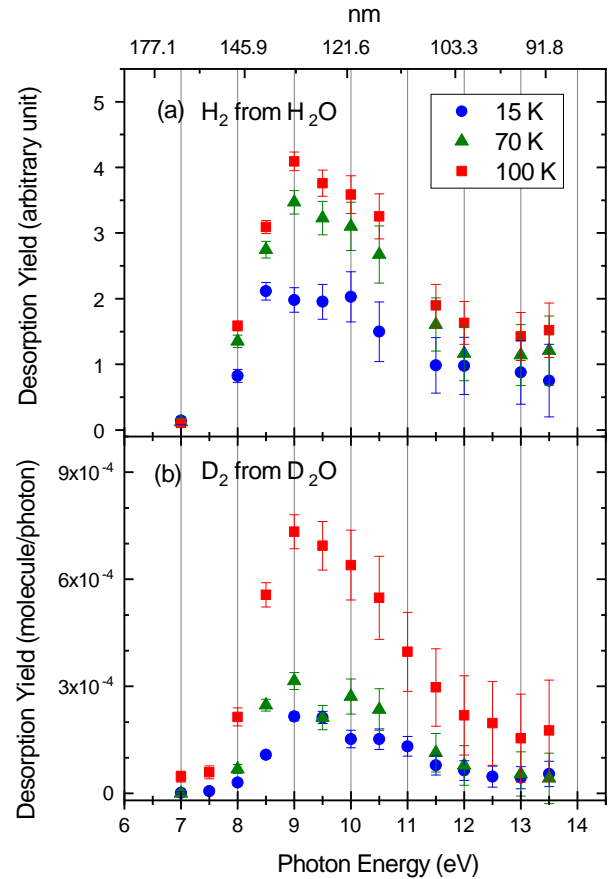 nm
177.1 145.9 121.6 103.3 91.8
(a) H₂ from H₂O
15 K
70 K
100 K
Desorption Yield (arbitrary unit)
5
4
3
2
1
0
(b) D₂ from D₂O
Desorption Yield (molecule/photon)
9x10⁻⁴
6x10⁻⁴
3x10⁻⁴
0
6 7 8 9 10 11 12 13 14
Photon Energy (eV)